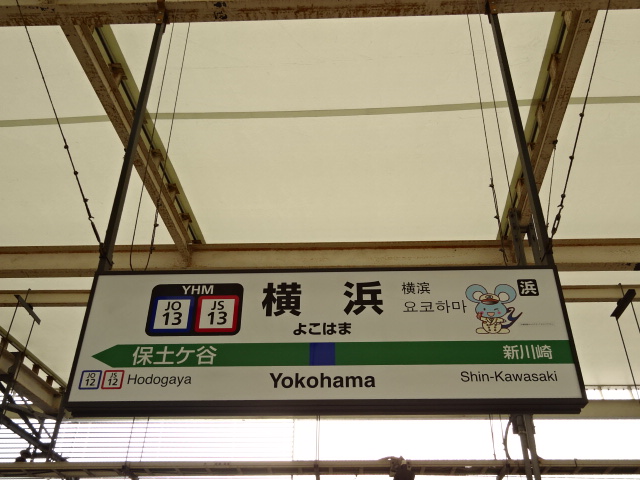 YHM
JO
13
JS
13
横浜
よこはま
横滨
요코하마
浜
保土ケ谷
新川崎
JO
12
JS
12
Hodogaya
Yokohama
Shin-Kawasaki